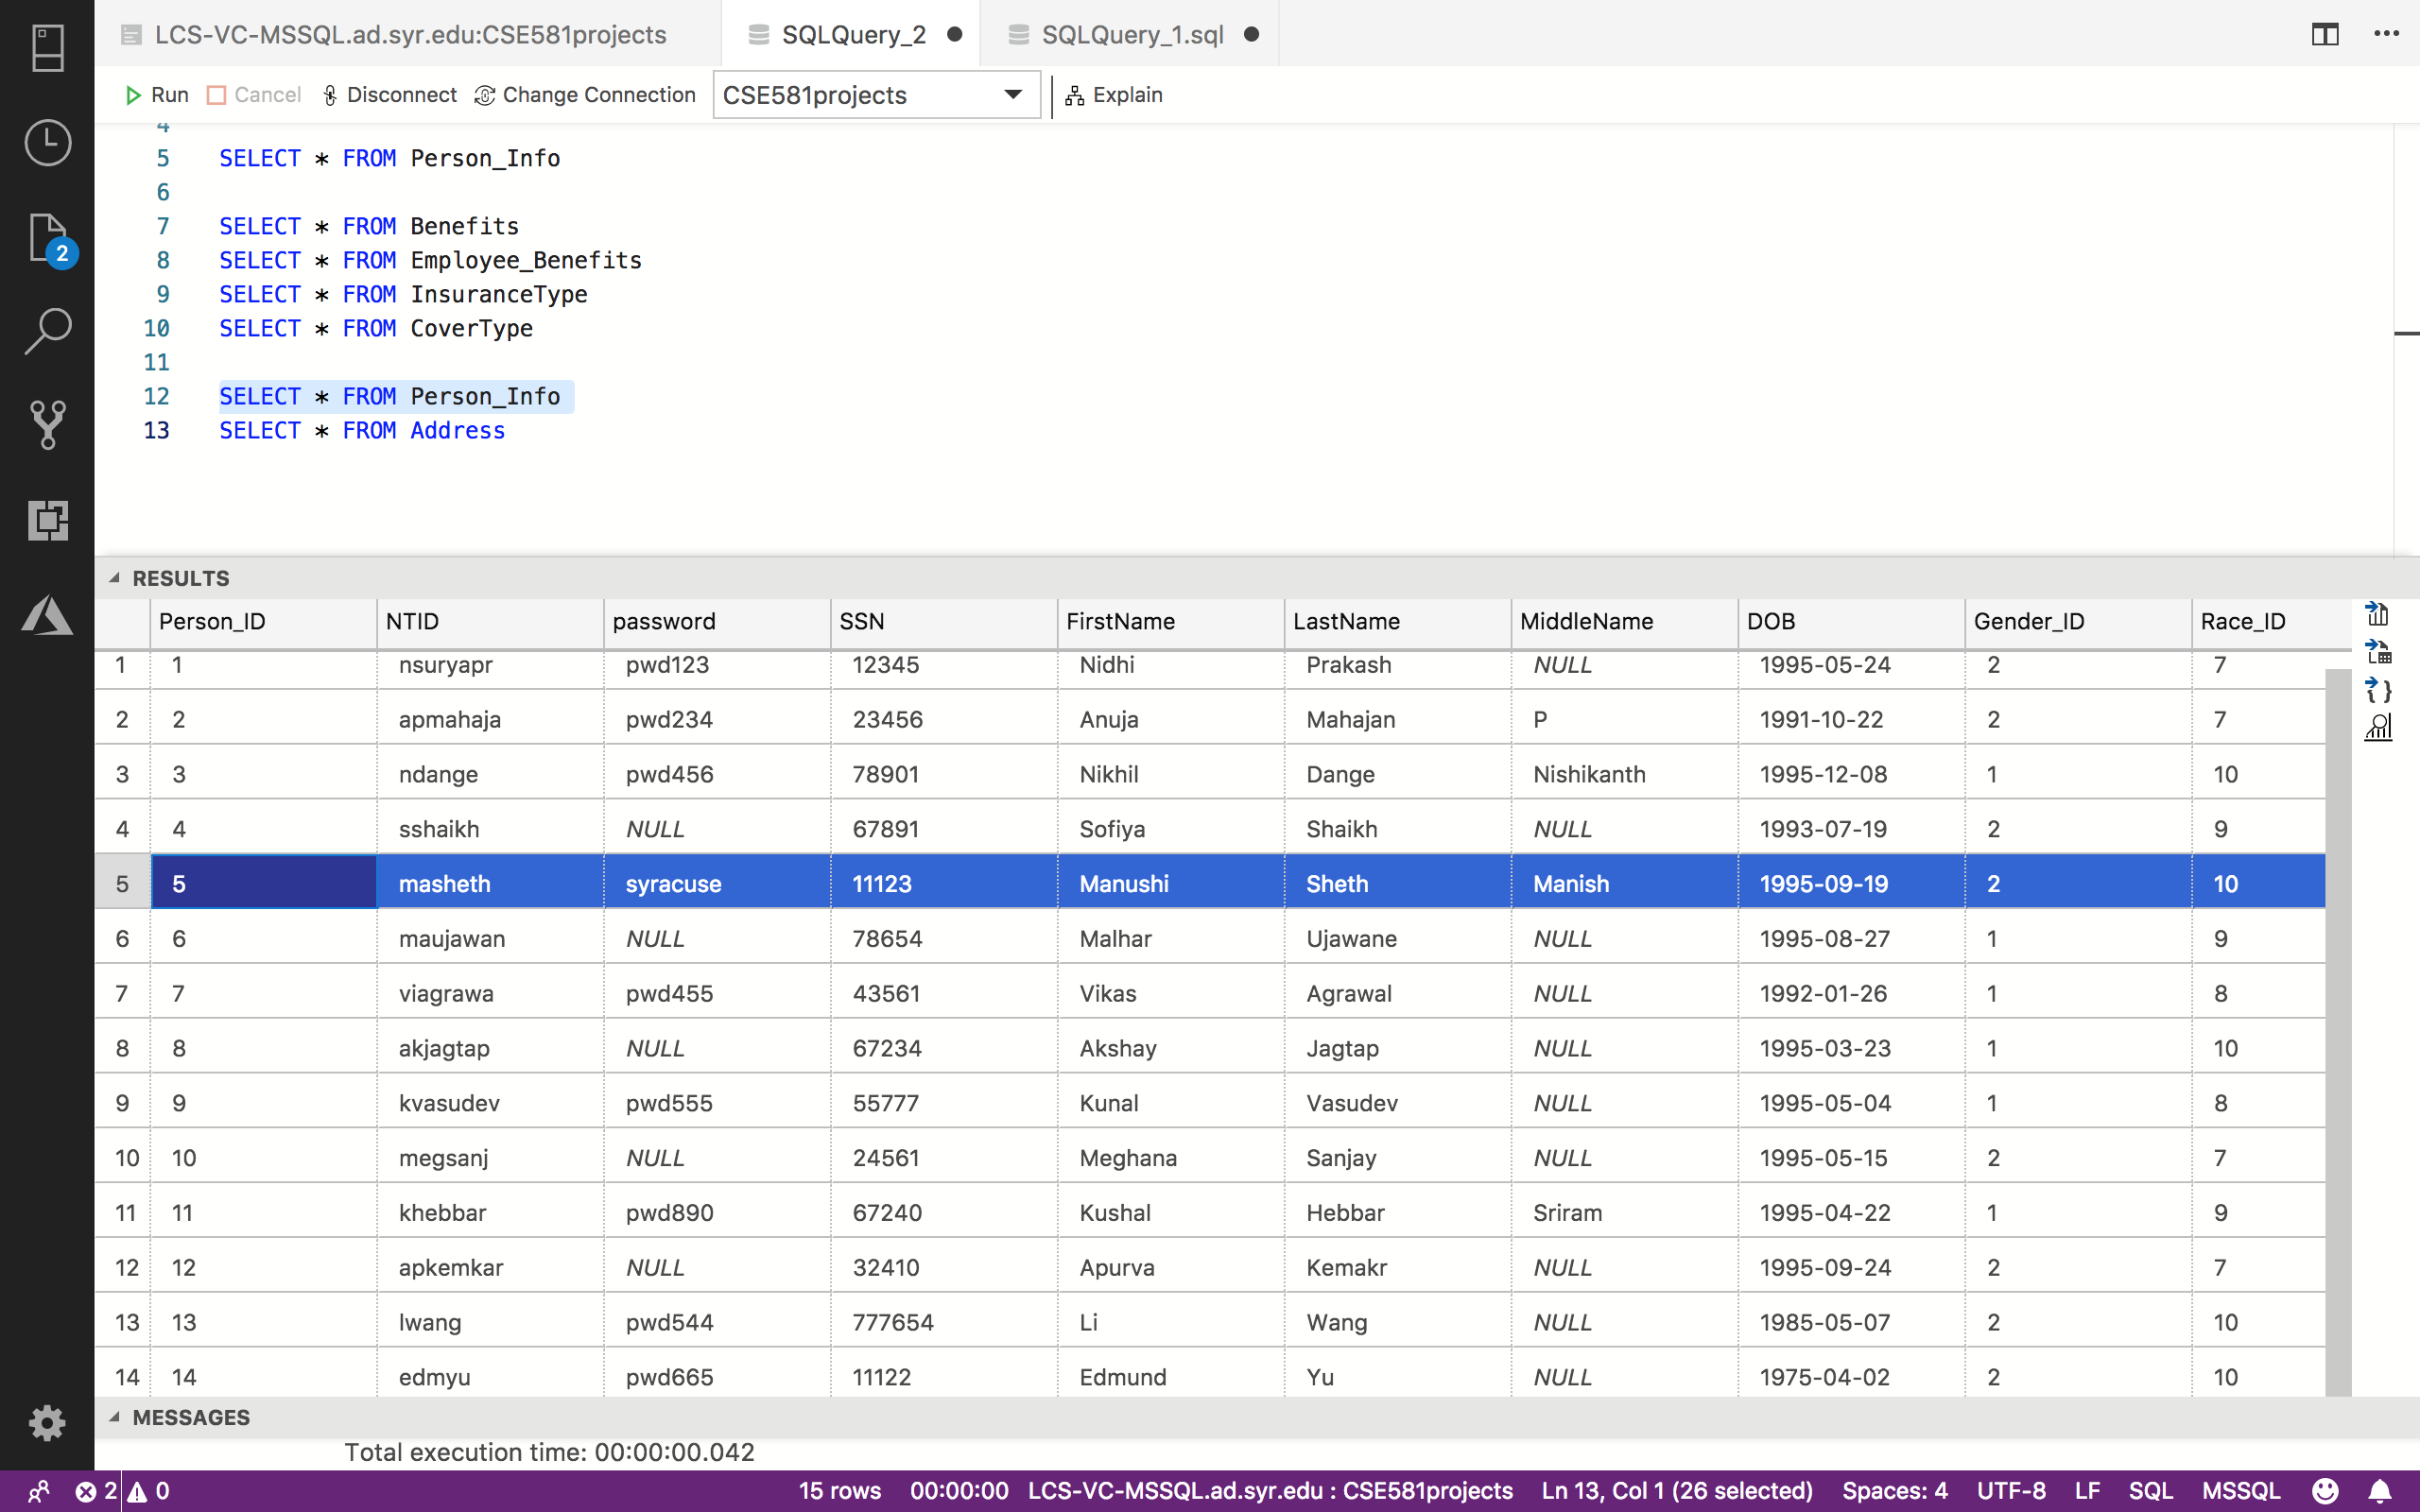 LCS-VC-MSSQL.ad.syr.edu:CSE581projects SQLQuery_2 SQLQuery_1.sql
Run Cancel Disconnect Change Connection CSE581projects Explain
4
5 SELECT * FROM Person_Info
6
7 SELECT * FROM Benefits
8 SELECT * FROM Employee_Benefits
9 SELECT * FROM InsuranceType
10 SELECT * FROM CoverType
11
12 SELECT * FROM Person_Info
13 SELECT * FROM Address
2
RESULTS
Person_ID NTID password SSN FirstName LastName MiddleName DOB Gender_ID Race_ID
1 1 nsuryapr pwd123 12345 Nidhi Prakash NULL 1995-05-24 2 7
2 2 apmahaja pwd234 23456 Anuja Mahajan P 1991-10-22 2 7
3 3 ndange pwd456 78901 Nikhil Dange Nishikanth 1995-12-08 1 10
4 4 sshaikh NULL 67891 Sofiya Shaikh NULL 1993-07-19 2 9
5 5 masheth syracuse 11123 Manushi Sheth Manish 1995-09-19 2 10
6 6 maujawan NULL 78654 Malhar Ujawane NULL 1995-08-27 1 9
7 7 viagrawa pwd455 43561 Vikas Agrawal NULL 1992-01-26 1 8
8 8 akjagtap NULL 67234 Akshay Jagtap NULL 1995-03-23 1 10
9 9 kvasudev pwd555 55777 Kunal Vasudev NULL 1995-05-04 1 8
10 10 megsanj NULL 24561 Meghana Sanjay NULL 1995-05-15 2 7
11 11 khebbar pwd890 67240 Kushal Hebbar Sriram 1995-04-22 1 9
12 12 apkemkar NULL 32410 Apurva Kemakr NULL 1995-09-24 2 7
13 13 lwang pwd544 777654 Li Wang NULL 1985-05-07 2 10
14 14 edmyu pwd665 11122 Edmund Yu NULL 1975-04-02 2 10
MESSAGES
Total execution time: 00:00:00.042
2 0 15 rows 00:00:00 LCS-VC-MSSQL.ad.syr.edu : CSE581projects Ln 13, Col 1 (26 selected) Spaces: 4 UTF-8 LF SQL MSSQL